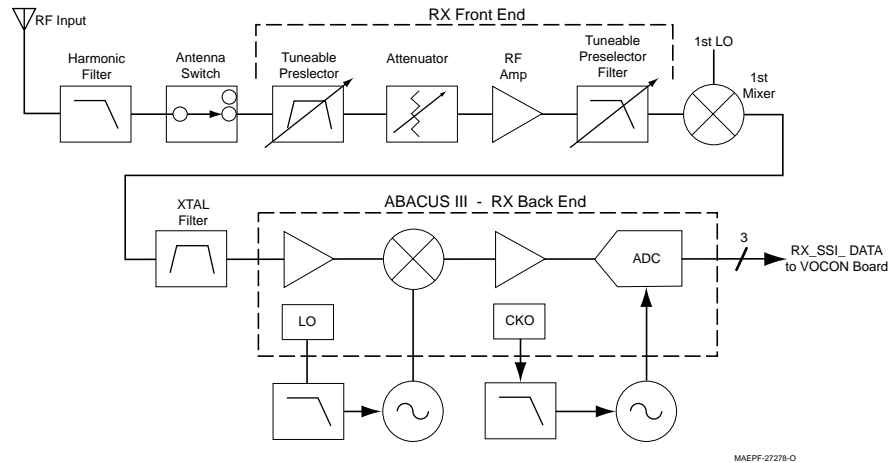 RX Front End
RF Input
Harmonic
Filter
Antenna
Switch
Tuneable
Preslector
Attenuator
RF
Amp
Tuneable
Preselector
Filter
1st LO
1st
Mixer
XTAL
Filter
ABACUS III - RX Back End
ADC
3
RX_SSI_ DATA
to VOCON Board
LO
CKO
MAEPF-27278-O